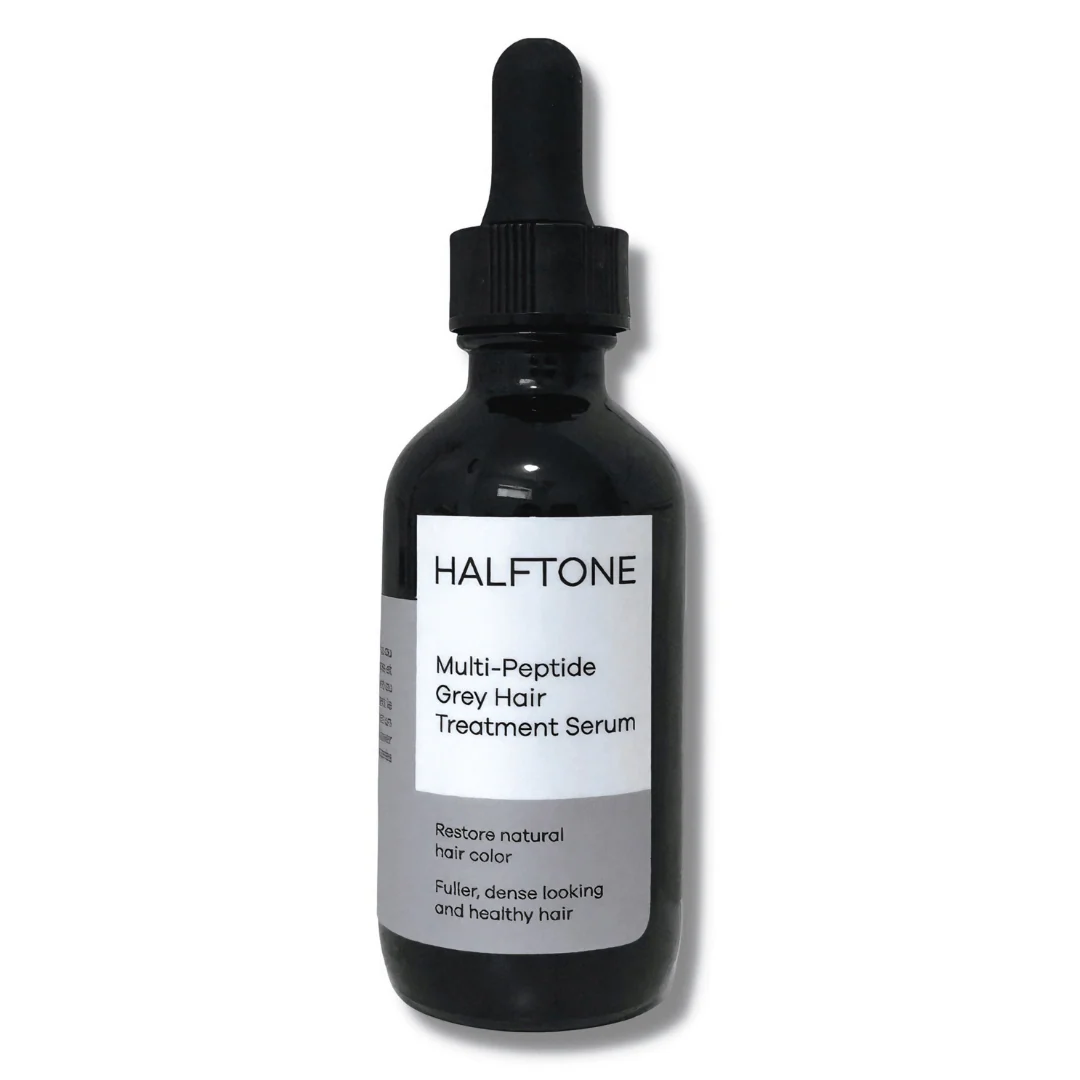 HALFTONE
Multi-Peptide
Grey Hair
Treatment Serum
Restore natural
hair color
Fuller, dense looking
and healthy hair